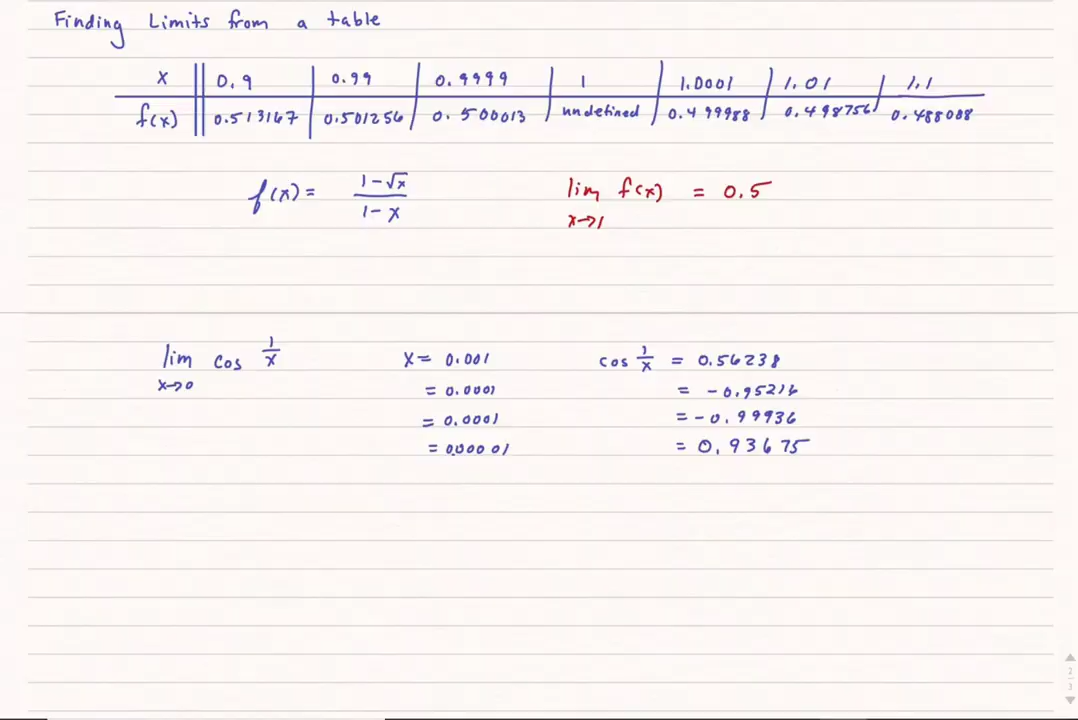 Finding Limits from a table
x 0.9 0.99 0.9999 1 1.0001 1.01 1.1
f(x) 0.513167 0.501256 0.500013 undefined 0.499988 0.498756 0.488088
f(x) = (1-√x)/(1-x) lim x→1 f(x) = 0.5
lim x→0 cos 1/x x = 0.001 cos 1/x = 0.56238
= 0.0001 = -0.95216
= 0.0001 = -0.99936
= 0.00001 = 0.93675
2
3